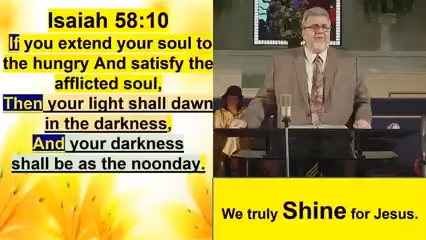 Isaiah 58:10
If you extend your soul to
the hungry And satisfy the
afflicted soul,
Then your light shall dawn
in the darkness,
And your darkness
shall be as the noonday.
We truly Shine for Jesus.